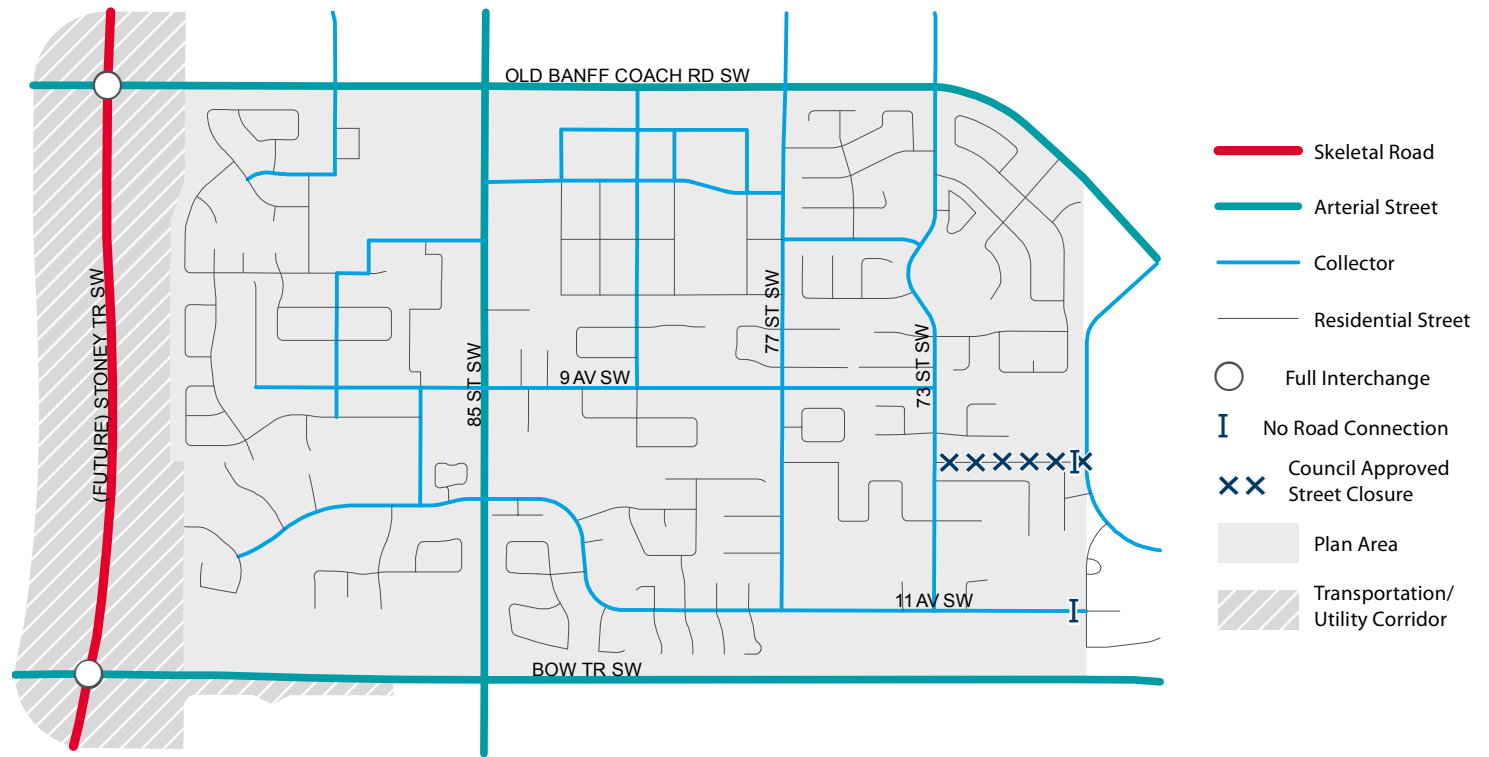 OLD BANFF COACH RD SW
(FUTURE) STONEY TR SW
85 ST SW
9 AV SW
77 ST SW
73 ST SW
11 AV SW
BOW TR SW
Skeletal Road
Arterial Street
Collector
Residential Street
Full Interchange
No Road Connection
Council Approved
Street Closure
Plan Area
Transportation/
Utility Corridor